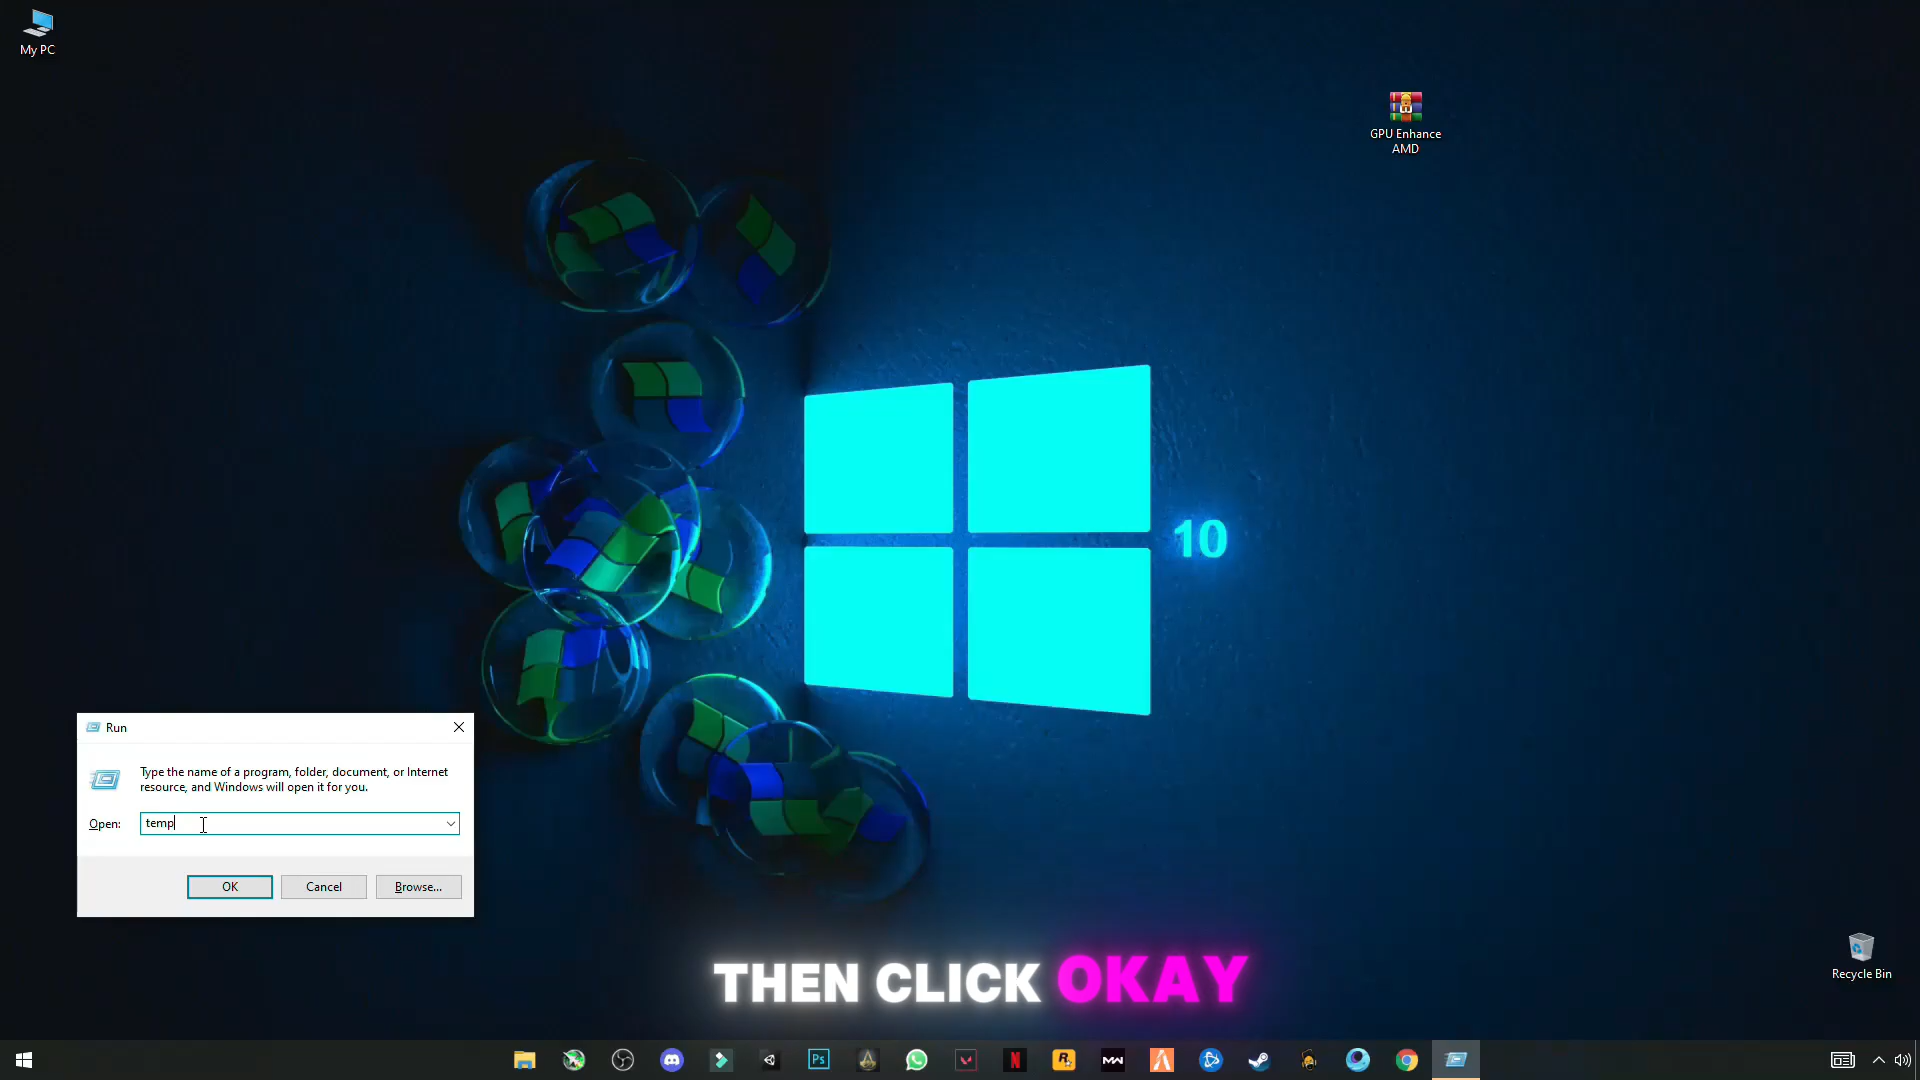 My PC
GPU Enhance
AMD
10
Run
Type the name of a program, folder, document, or Internet
resource, and Windows will open it for you.
Open:
temp
OK
Cancel
Browse...
THEN CLICK OKAY
Recycle Bin
Ps
N
R
MW